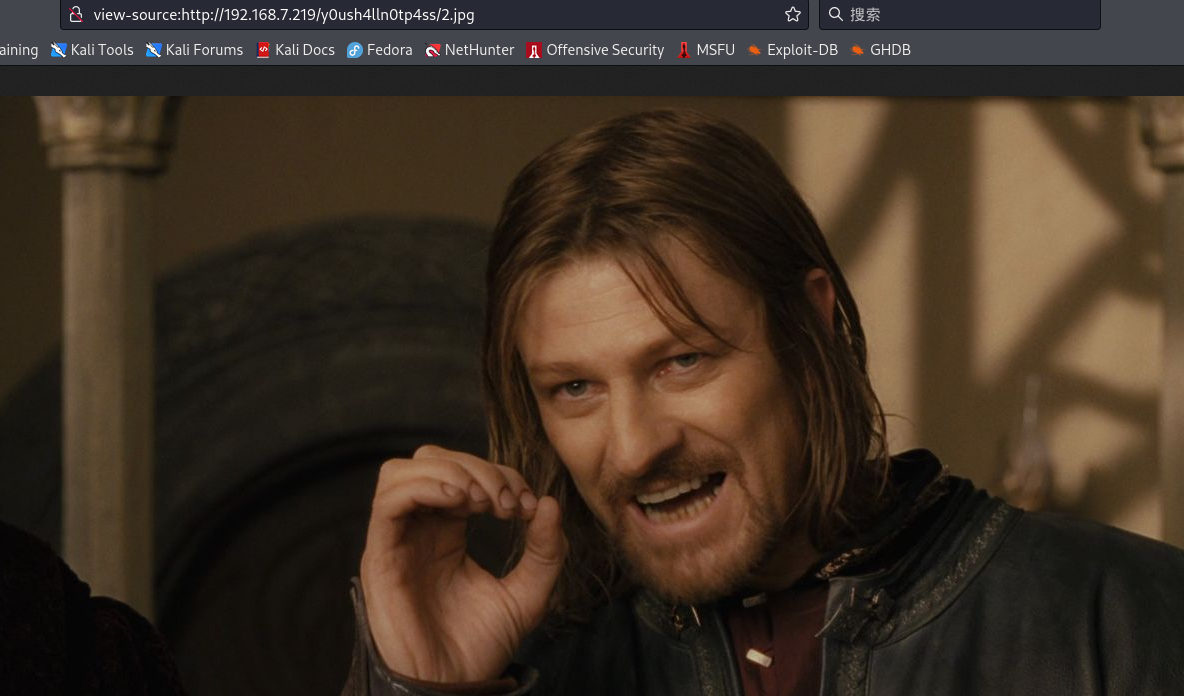 view-source:http://192.168.7.219/y0ush4lln0tp4ss/2.jpg 搜索
aining Kali Tools Kali Forums Kali Docs Fedora NetHunter Offensive Security MSFU Exploit-DB GHDB